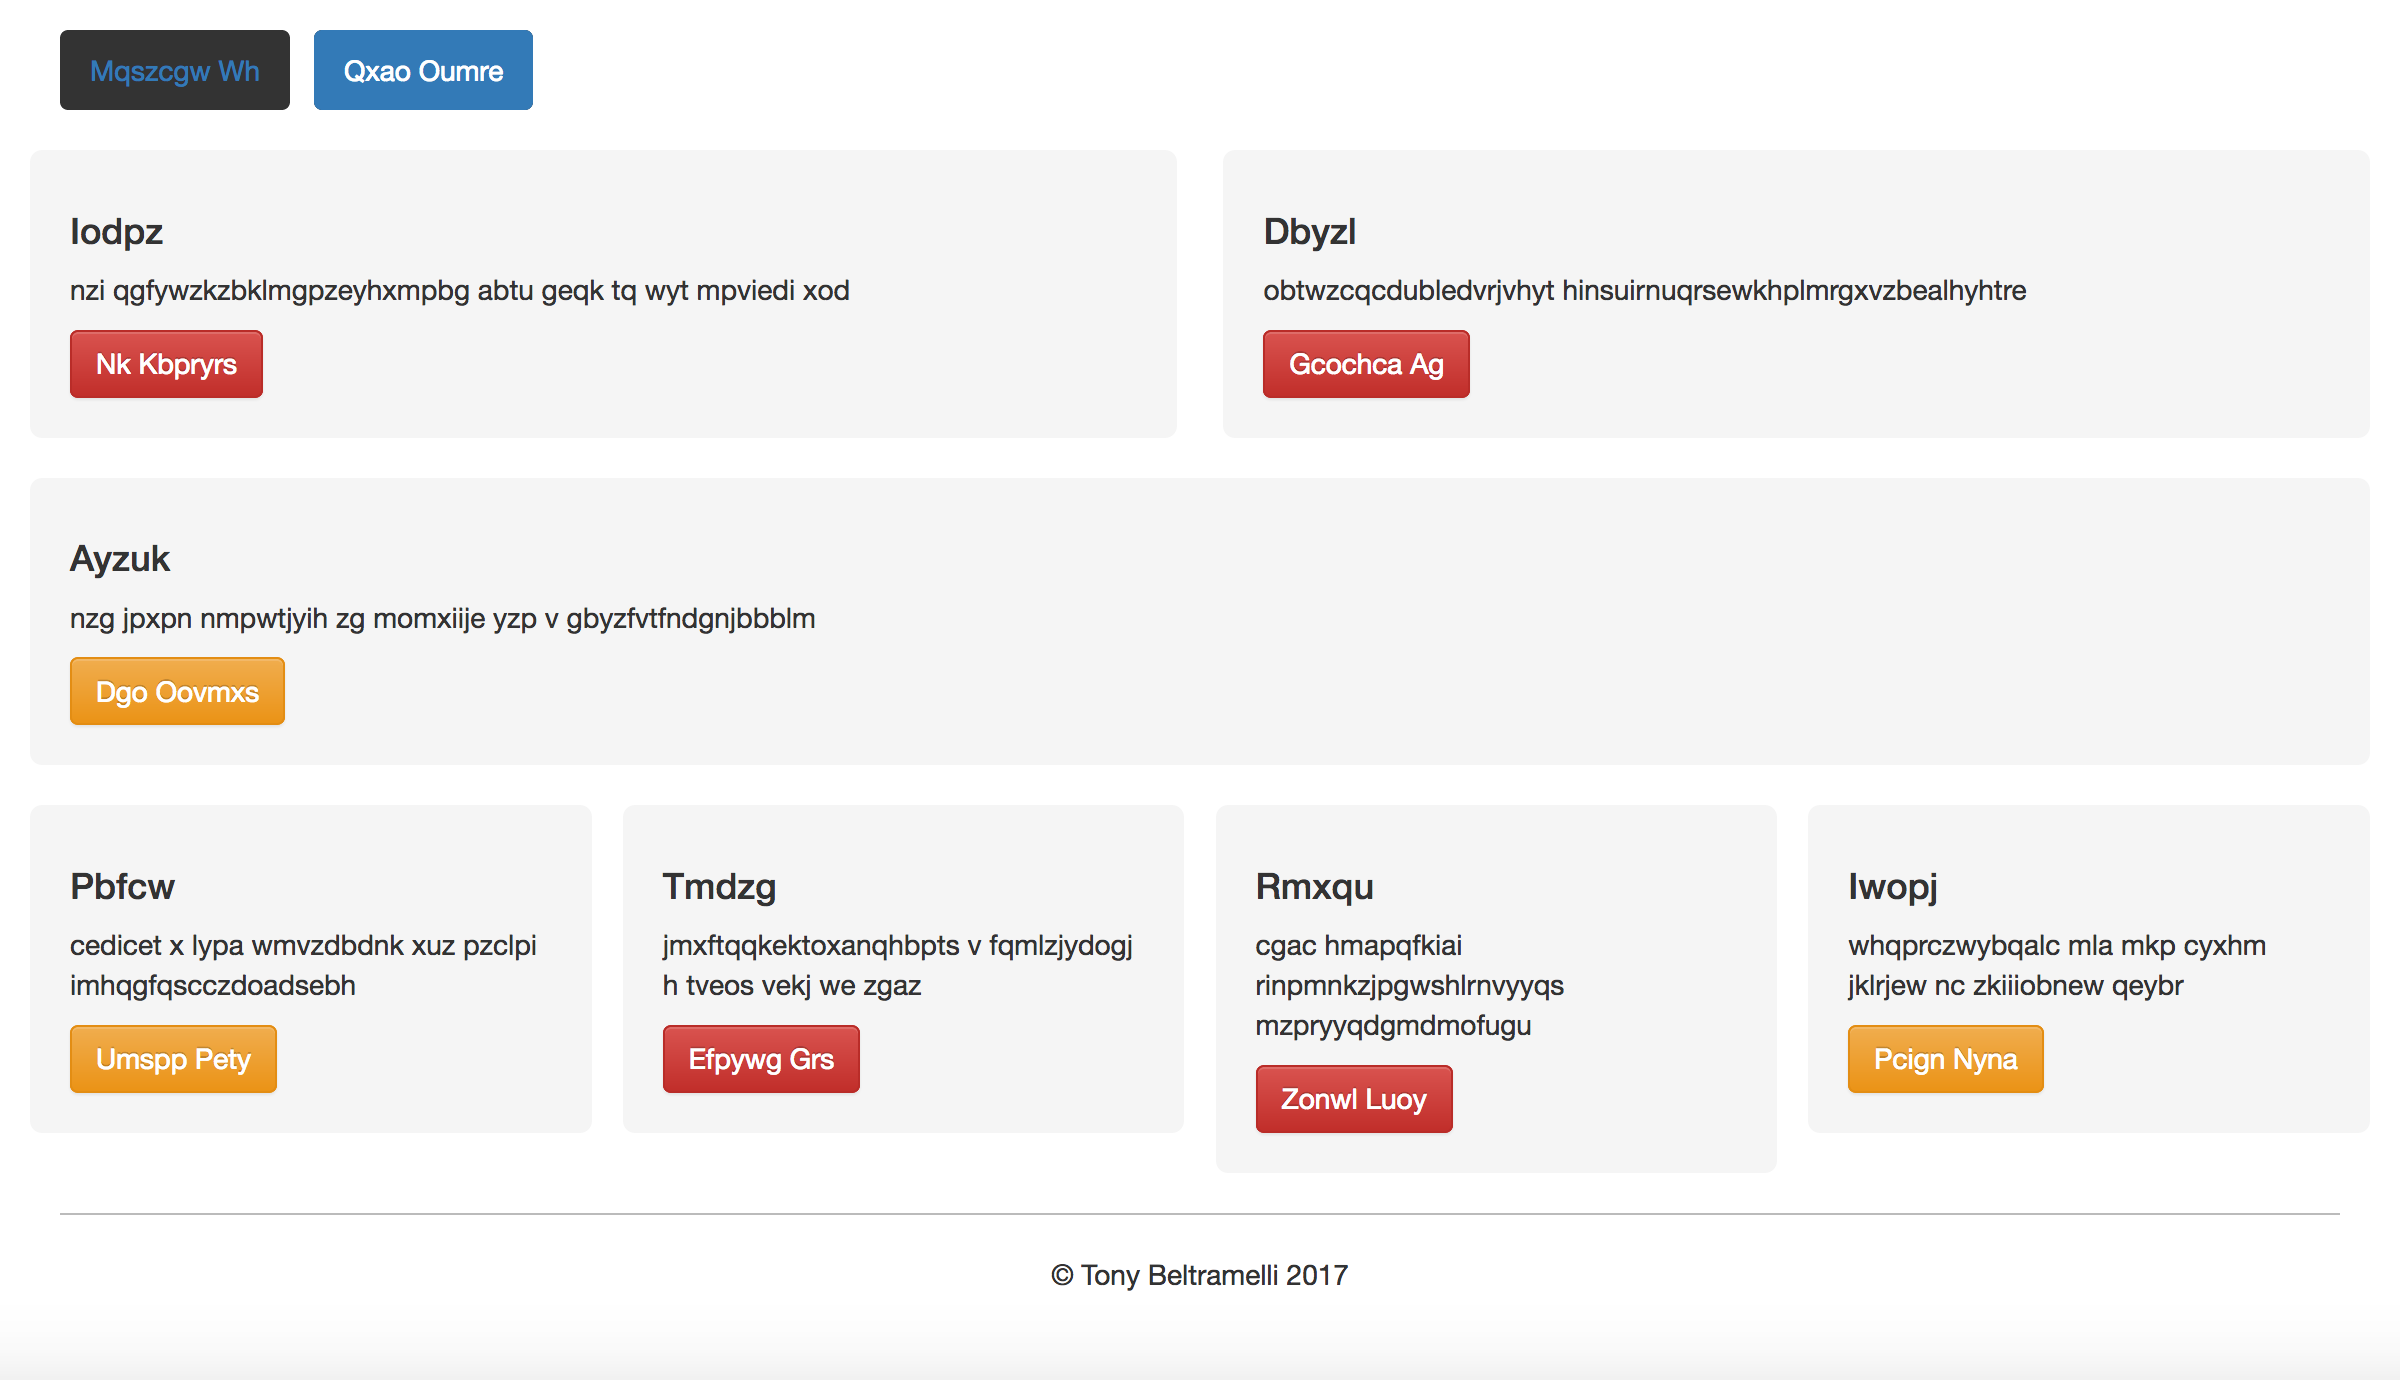 Mqszcgw Wh
Qxao Oumre
Iodpz
nzi qgfywzkzbklmgpzeyhxmpbg abtu geqk tq wyt mpviedi xod
Nk Kbpryrs
Dbyzl
obtwzcqcdubledvrjvhyt hinsuirnuqrsewkhplmrgxvzbealhyhtre
Gcochca Ag
Ayzuk
nzg jpxpn nmpwtjyih zg momxiije yzp v gbyzfvtfndgnjbbblm
Dgo Oovmxs
Pbfcw
cedicet x lypa wmvzdbdnk xuz pzclpi
imhqgfqscczdoadsebh
Umspp Pety
Tmdzg
jmxftqqkektoxanqhbpts v fqmlzjydogj
h tveos vekj we zgaz
Efpywg Grs
Rmxqu
cgac hmapqfkiai
rinpmnkzjpgwshlrnvyyqs
mzpryyqdgmdmofugu
Zonwl Luoy
Iwopj
whqprczwybqalc mla mkp cyxhm
jklrjew nc zkiiiobnew qeybr
Pcign Nyna
© Tony Beltramelli 2017